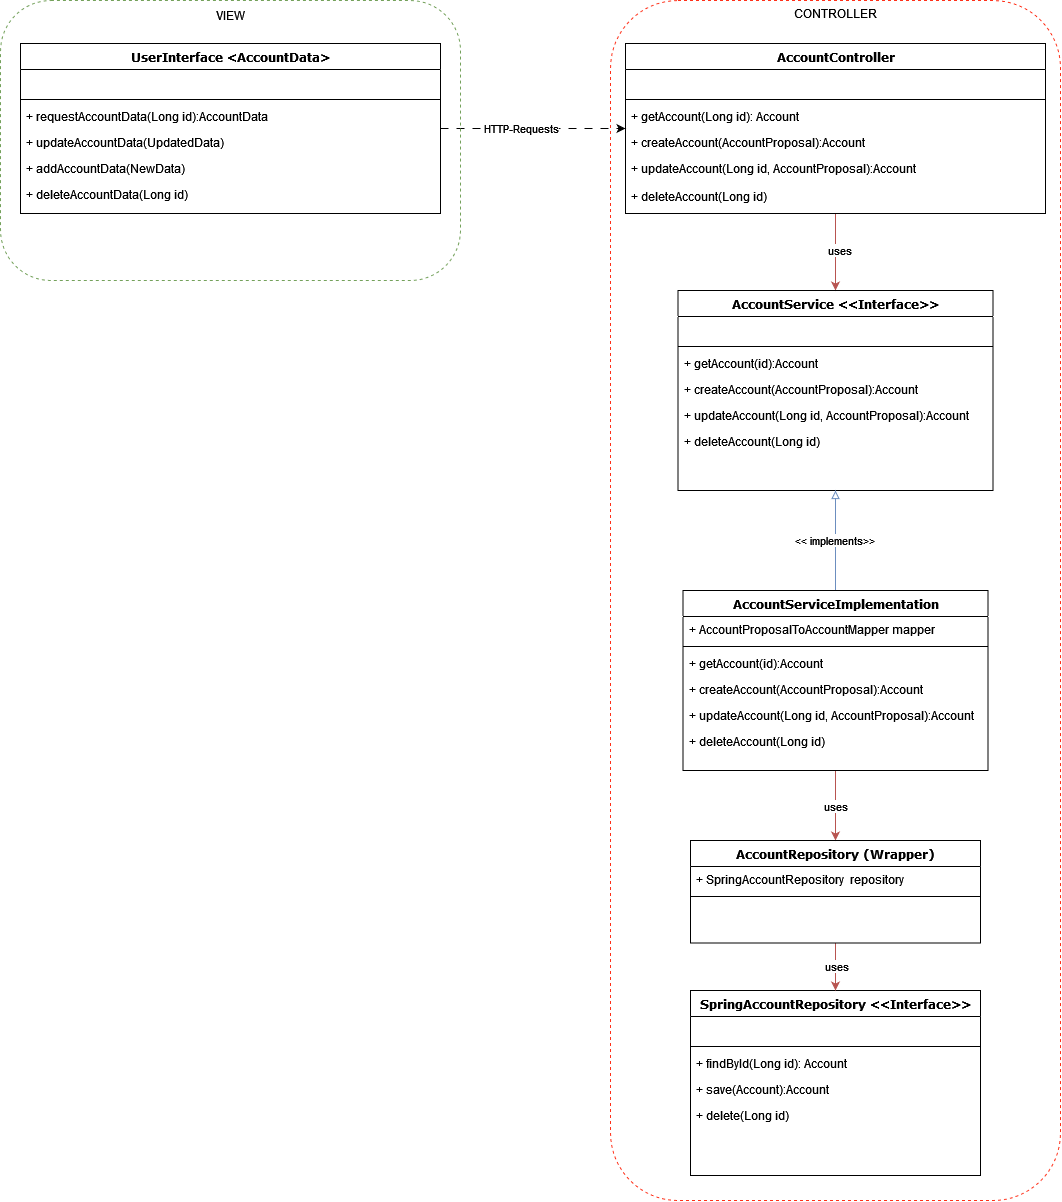 VIEW
UserInterface <AccountData>
+ requestAccountData(Long id):AccountData
+ updateAccountData(UpdatedData)
+ addAccountData(NewData)
+ deleteAccountData(Long id)
HTTP-Requests
CONTROLLER
AccountController
+ getAccount(Long id): Account
+ createAccount(AccountProposal):Account
+ updateAccount(Long id, AccountProposal):Account
+ deleteAccount(Long id)
uses
AccountService <<Interface>>
+ getAccount(id):Account
+ createAccount(AccountProposal):Account
+ updateAccount(Long id, AccountProposal):Account
+ deleteAccount(Long id)
<< implements>>
AccountServiceImplementation
+ AccountProposalToAccountMapper mapper
+ getAccount(id):Account
+ createAccount(AccountProposal):Account
+ updateAccount(Long id, AccountProposal):Account
+ deleteAccount(Long id)
uses
AccountRepository (Wrapper)
+ SpringAccountRepository repository
uses
SpringAccountRepository <<Interface>>
+ findById(Long id): Account
+ save(Account):Account
+ delete(Long id)